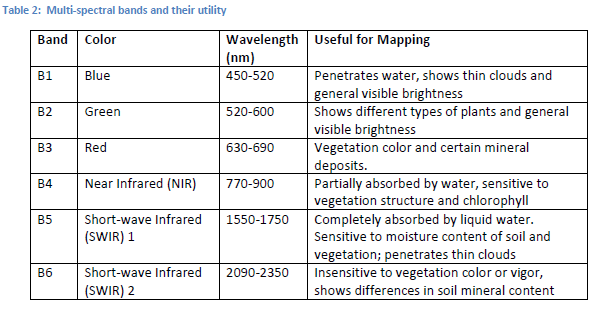 Table 2: Multi-spectral bands and their utility
Band Color Wavelength (nm) Useful for Mapping
B1 Blue 450-520 Penetrates water, shows thin clouds and
general visible brightness
B2 Green 520-600 Shows different types of plants and general
visible brightness
B3 Red 630-690 Vegetation color and certain mineral
deposits.
B4 Near Infrared (NIR) 770-900 Partially absorbed by water, sensitive to
vegetation structure and chlorophyll
B5 Short-wave Infrared (SWIR) 1 1550-1750 Completely absorbed by liquid water.
Sensitive to moisture content of soil and
vegetation; penetrates thin clouds
B6 Short-wave Infrared (SWIR) 2 2090-2350 Insensitive to vegetation color or vigor,
shows differences in soil mineral content